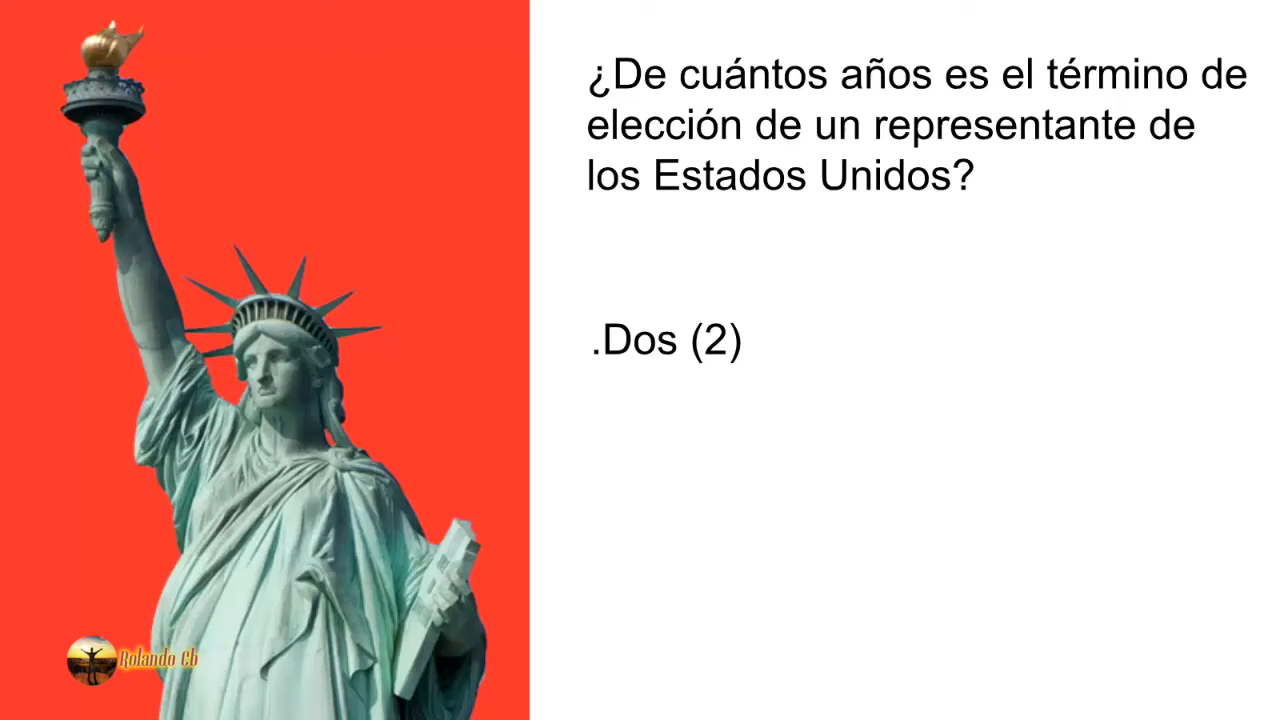 ¿De cuántos años es el término de
elección de un representante de
los Estados Unidos?
.Dos (2)
Rolando Cb